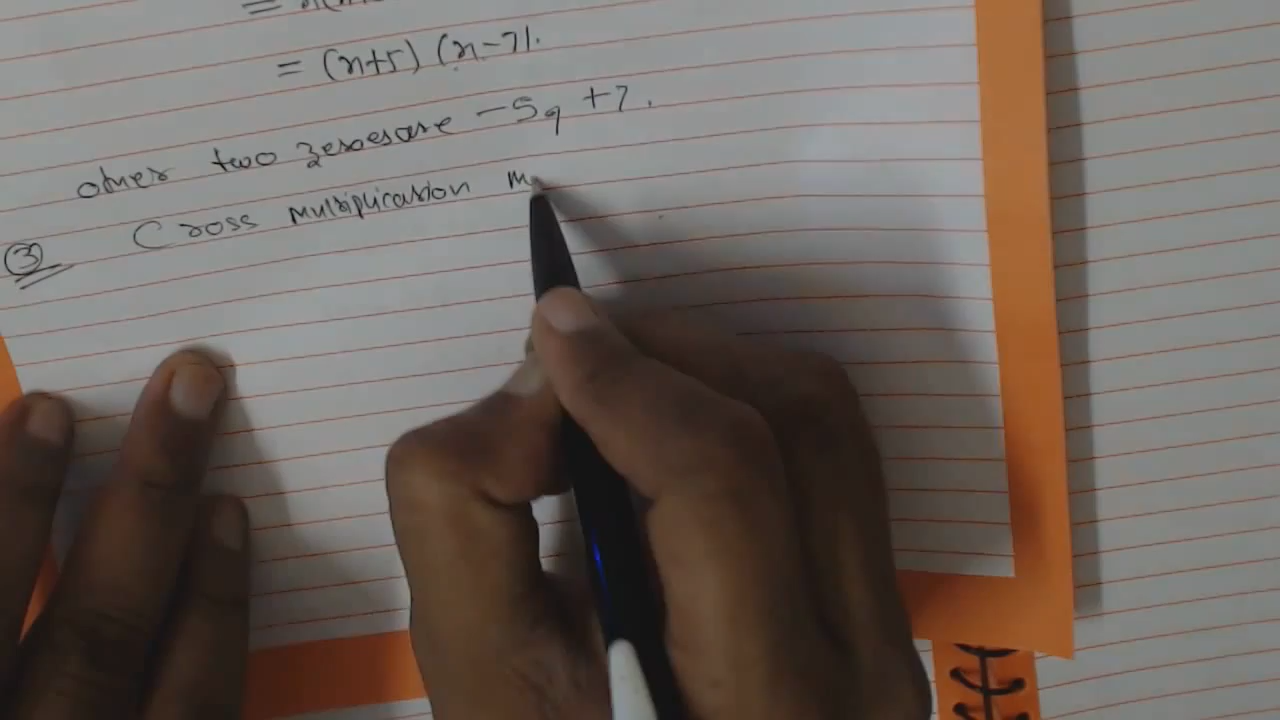 =
= (x+5) (x-7).
other two zeroes are -5, +7.
③ Cross multiplication m